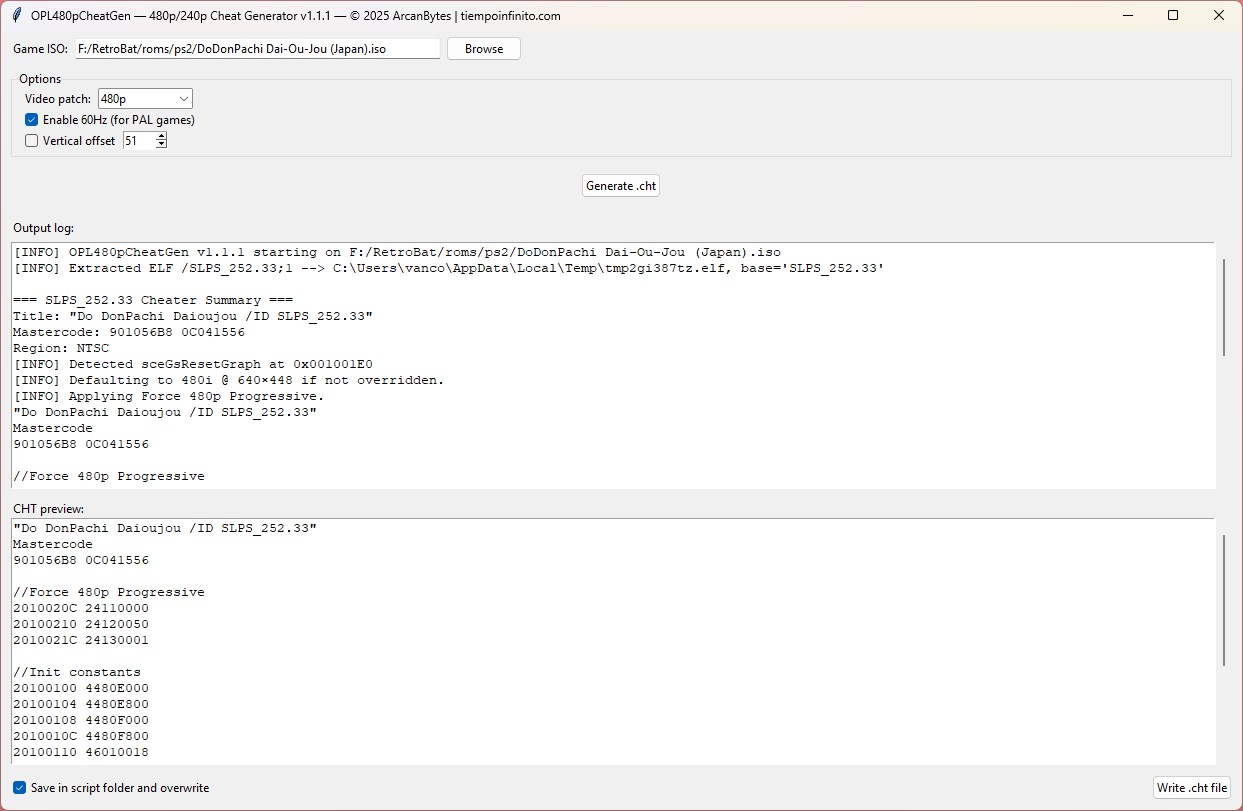 OPL480pCheatGen — 480p/240p Cheat Generator v1.1.1 — © 2025 ArcanBytes | tiempoinfinito.com
Game ISO: F:/RetroBat/roms/ps2/DoDonPachi Dai-Ou-Jou (Japan).iso Browse
Options
Video patch: 480p
Enable 60Hz (for PAL games)
Vertical offset 51
Generate .cht
Output log:
[INFO] OPL480pCheatGen v1.1.1 starting on F:/RetroBat/roms/ps2/DoDonPachi Dai-Ou-Jou (Japan).iso
[INFO] Extracted ELF /SLPS_252.33;1 --> C:\Users\vanco\AppData\Local\Temp\tmp2gi387tz.elf, base='SLPS_252.33'
=== SLPS_252.33 Cheater Summary ===
Title: "Do DonPachi Daioujou /ID SLPS_252.33"
Mastercode: 901056B8 0C041556
Region: NTSC
[INFO] Detected sceGsResetGraph at 0x001001E0
[INFO] Defaulting to 480i @ 640×448 if not overridden.
[INFO] Applying Force 480p Progressive.
"Do DonPachi Daioujou /ID SLPS_252.33"
Mastercode
901056B8 0C041556
//Force 480p Progressive
CHT preview:
"Do DonPachi Daioujou /ID SLPS_252.33"
Mastercode
901056B8 0C041556
//Force 480p Progressive
2010020C 24110000
20100210 24120050
2010021C 24130001
//Init constants
20100100 4480E000
20100104 4480E800
20100108 4480F000
2010010C 4480F800
20100110 46010018
Save in script folder and overwrite
Write .cht file